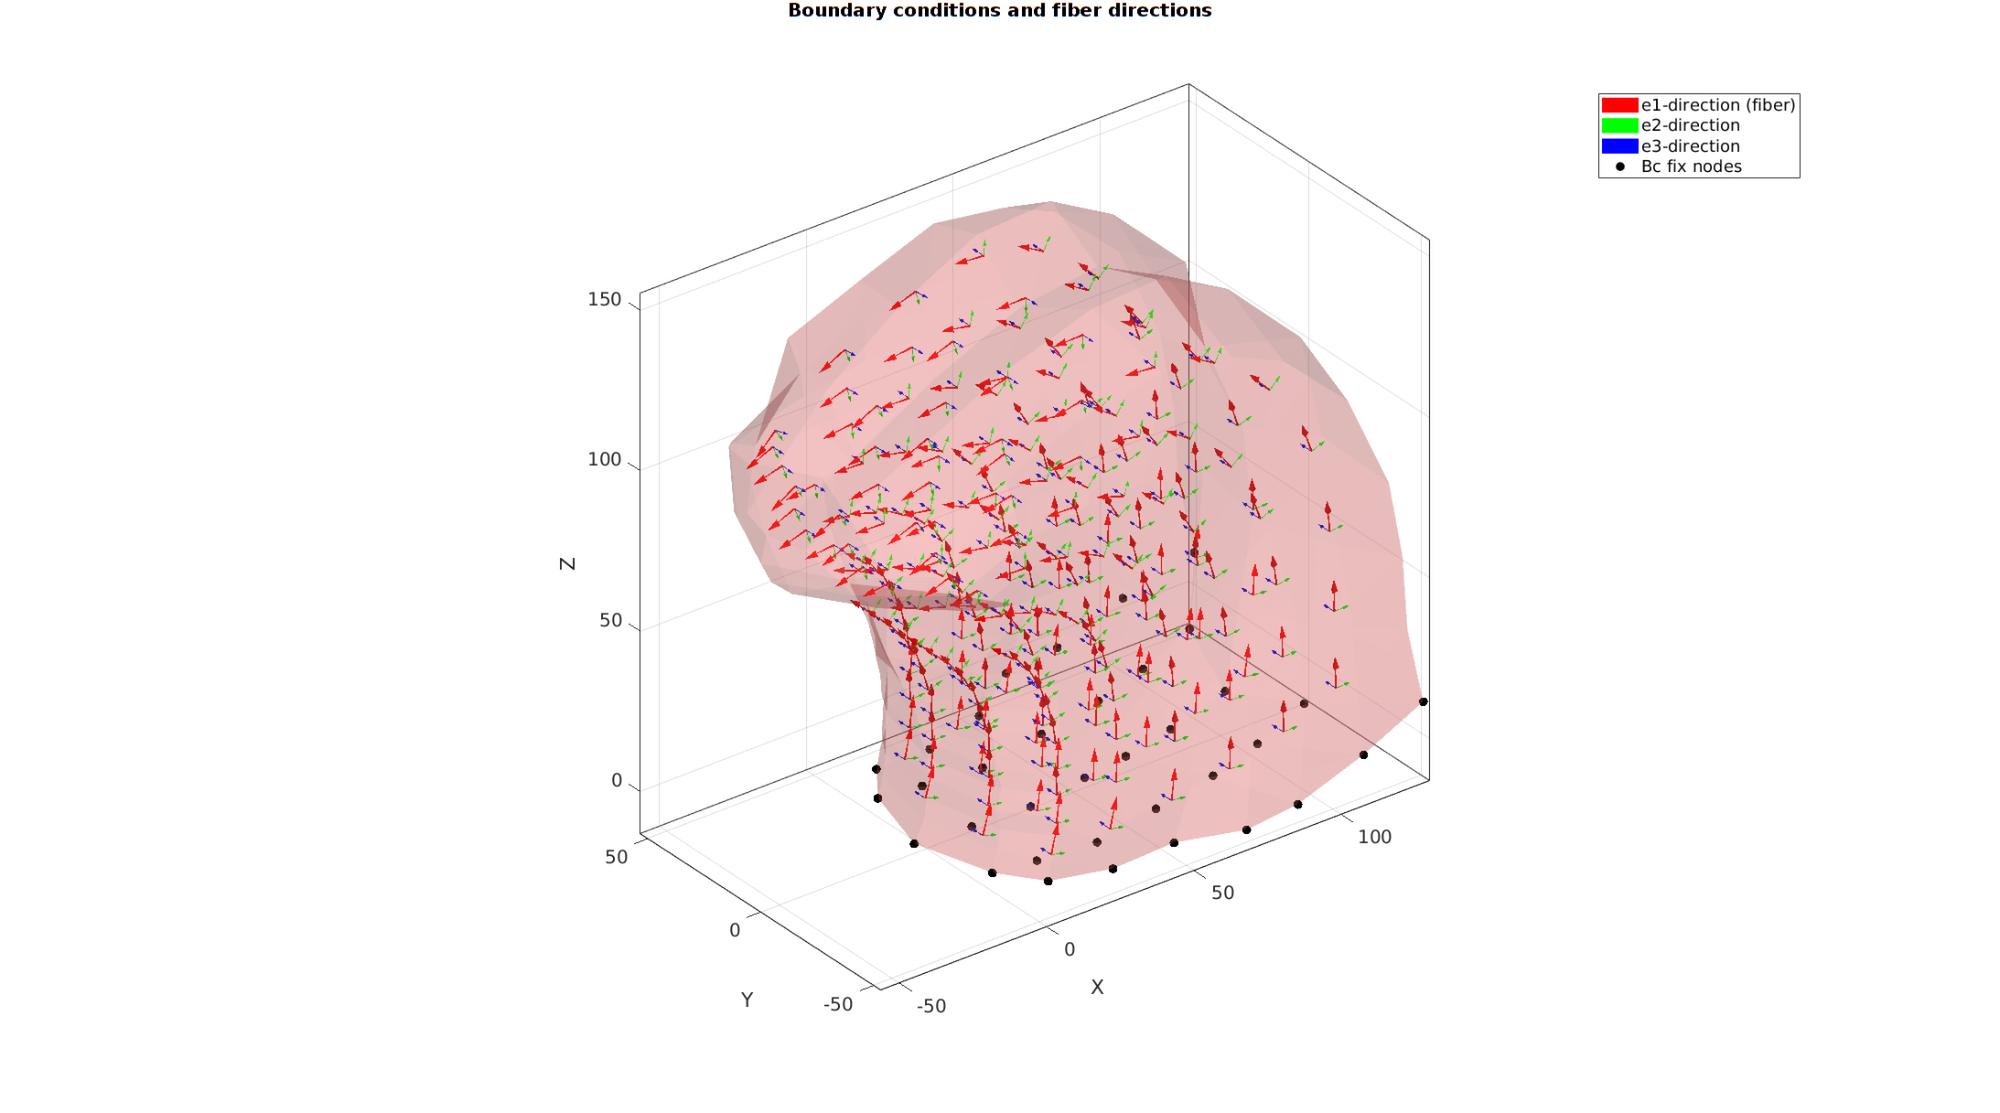 Boundary conditions and fiber directions
e1-direction (fiber)
e2-direction
e3-direction
Bc fix nodes
150
100
50
0
Z
50
0
-50
Y
-50
0
50
100
X